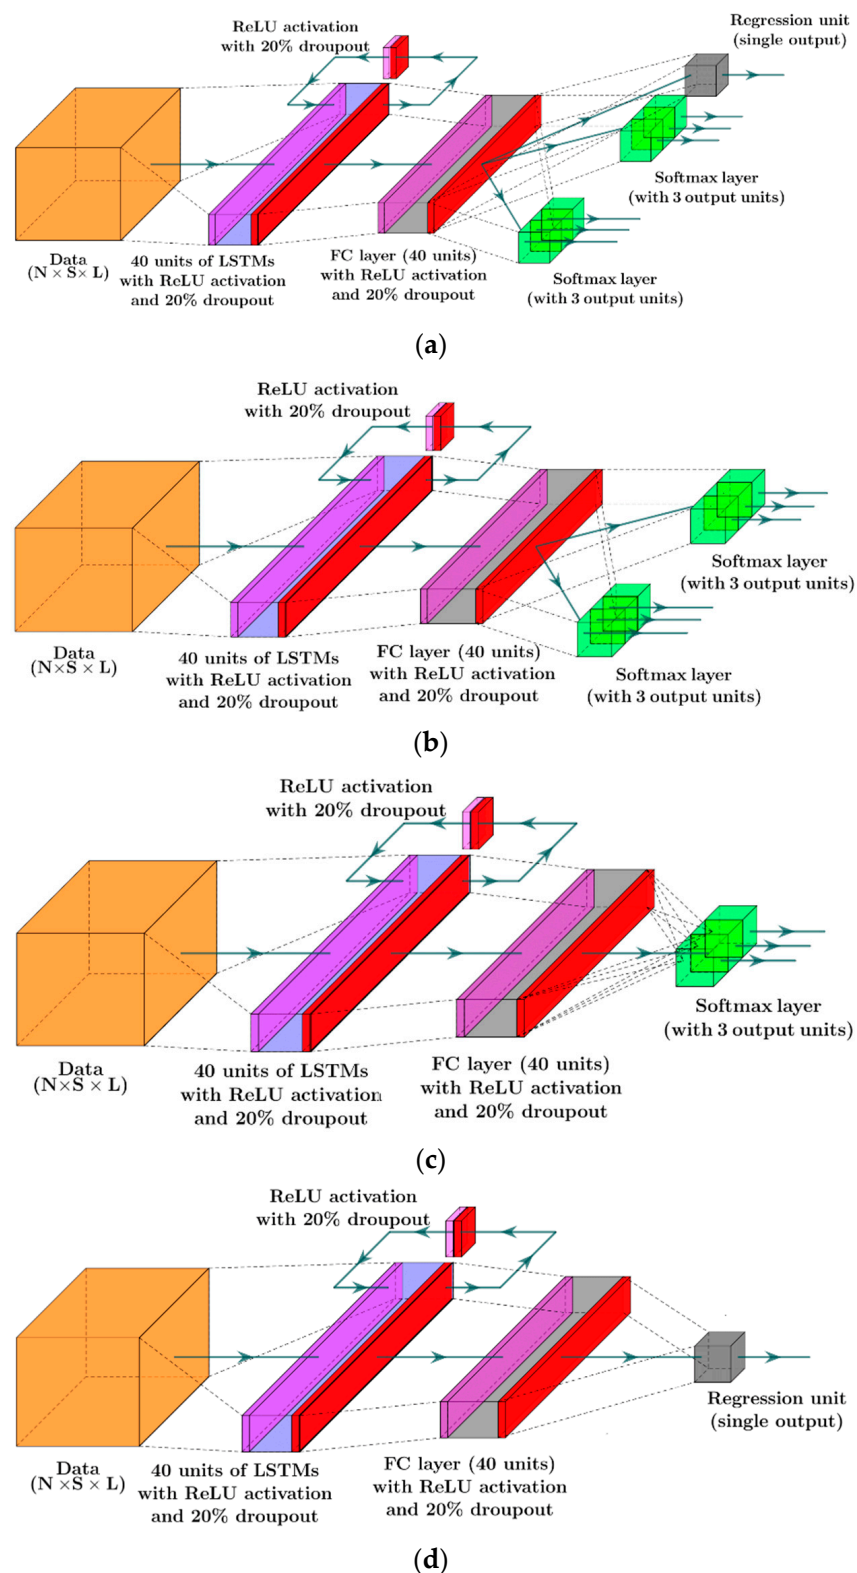 ReLU activation
with 20% droupout
Regression unit
(single output)
Softmax layer
(with 3 output units)
Data
(N × S× L)
40 units of LSTMs
with ReLU activation
and 20% droupout
FC layer (40 units)
with ReLU activation
and 20% droupout
Softmax layer
(with 3 output units)
(a)
ReLU activation
with 20% droupout
Softmax layer
(with 3 output units)
Data
(N×S × L)
40 units of LSTMs
with ReLU activation
and 20% droupout
FC layer (40 units)
with ReLU activation
and 20% droupout
Softmax layer
(with 3 output units)
(b)
ReLU activation
with 20% droupout
Softmax layer
(with 3 output units)
Data
(N×S × L)
40 units of LSTMs
with ReLU activation
and 20% droupout
FC layer (40 units)
with ReLU activation
and 20% droupout
(c)
ReLU activation
with 20% droupout
Regression unit
(single output)
Data
(N ×S× L)
40 units of LSTMs
with ReLU activation
and 20% droupout
FC layer (40 units)
with ReLU activation
and 20% droupout
(d)